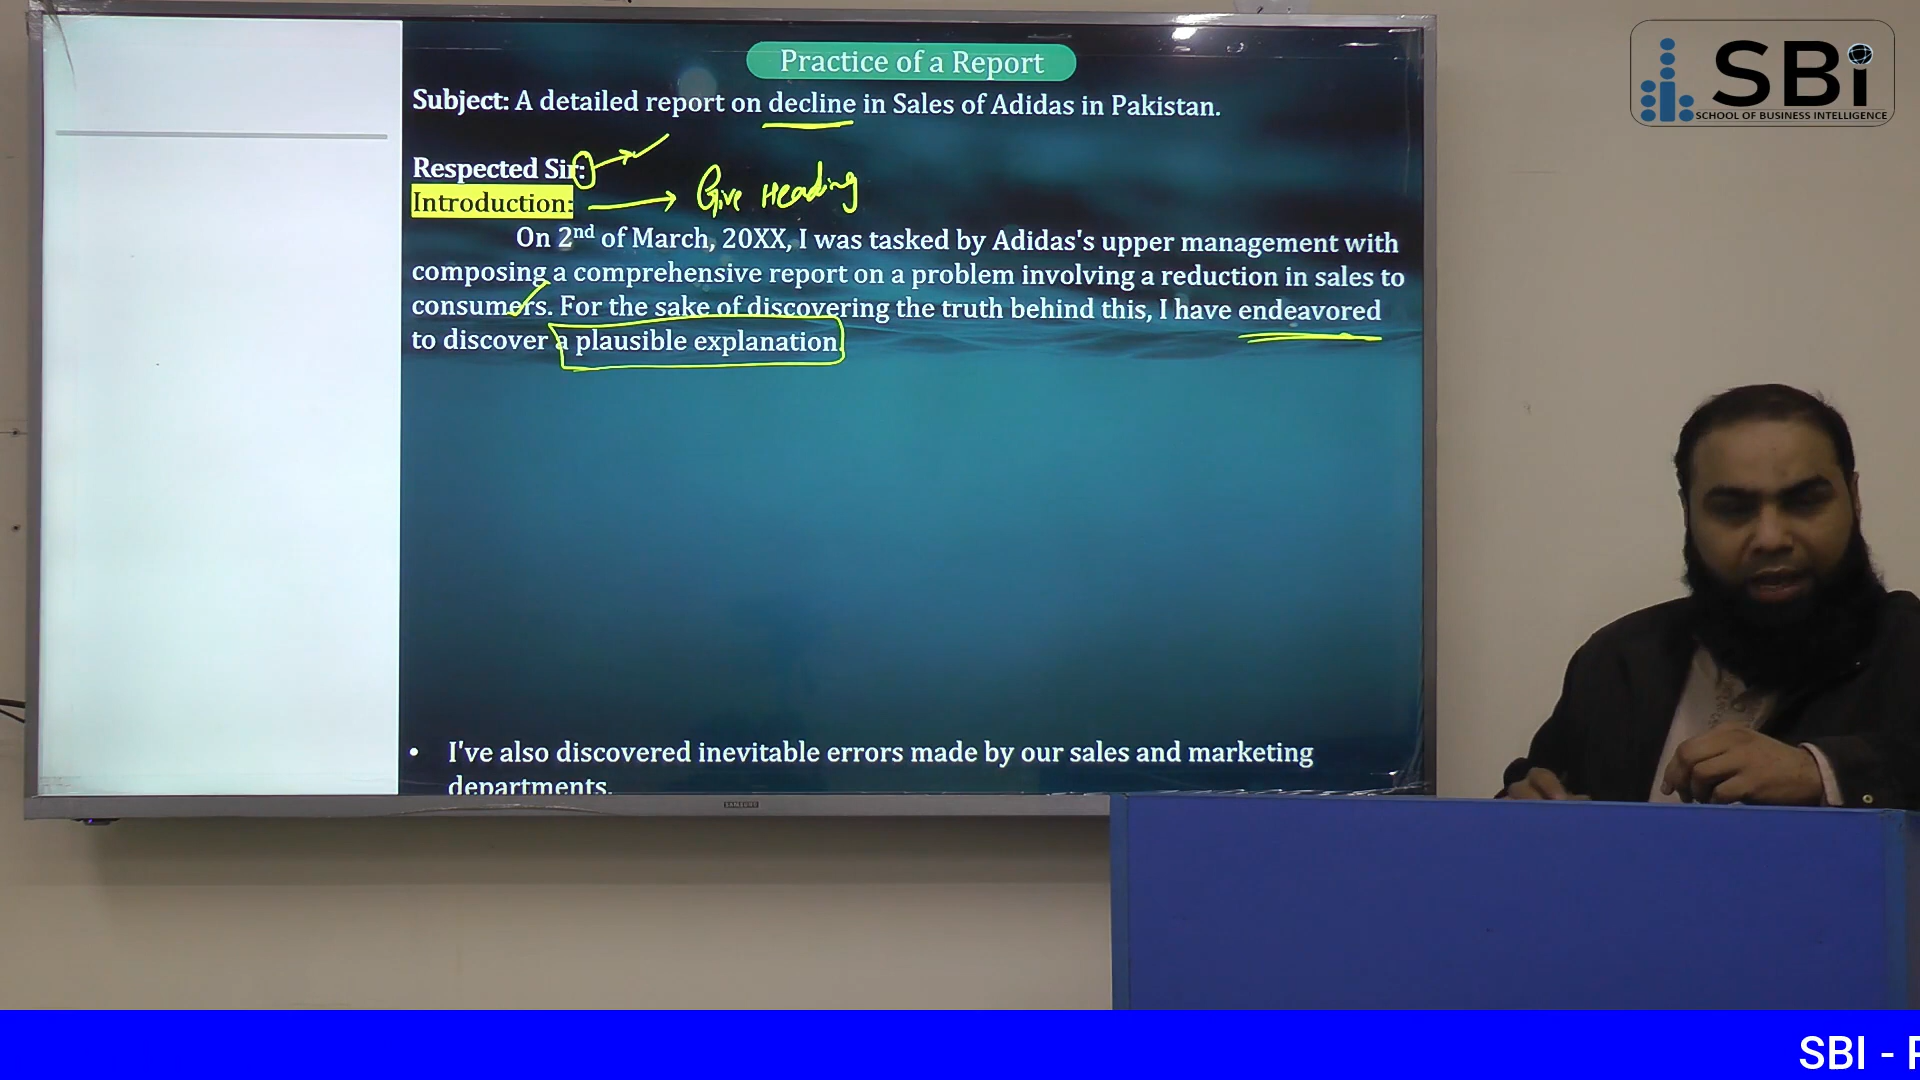 Practice of a Report
Subject: A detailed report on decline in Sales of Adidas in Pakistan.
Respected Sir:
Introduction:
Give Heading
On 2nd of March, 20XX, I was tasked by Adidas's upper management with
composing a comprehensive report on a problem involving a reduction in sales to
consumers. For the sake of discovering the truth behind this, I have endeavored
to discover a plausible explanation.
• I've also discovered inevitable errors made by our sales and marketing
departments.
SAMSUNG
SBi
SCHOOL OF BUSINESS INTELLIGENCE
SBI -